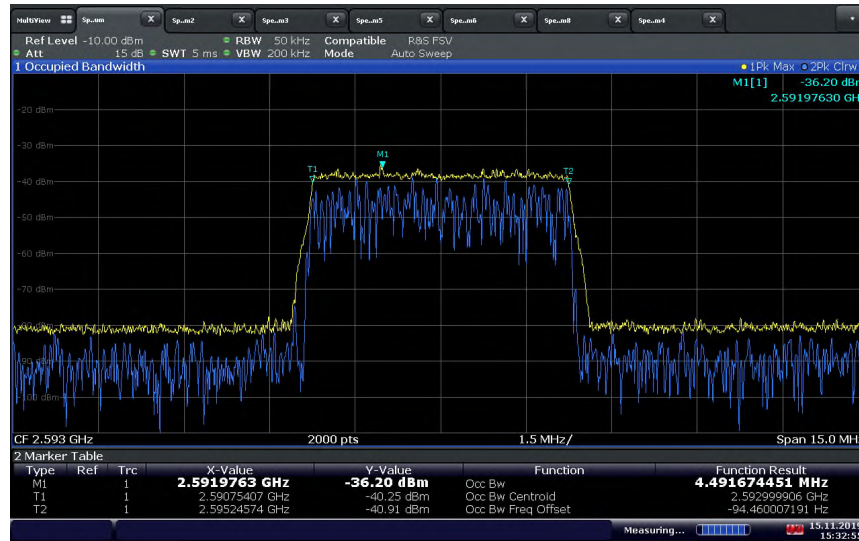 MultiView Sp..um X Sp..m2 X Spe..m3 X Spe..m5 X Spe..m6 X Spe..m8 X Spe..m4 X
Ref Level -10.00 dBm RBW 50 kHz Compatible R&S FSV
Att 15 dB SWT 5 ms VBW 200 kHz Mode Auto Sweep
1 Occupied Bandwidth 1Pk Max 2Pk Clrw
M1[1] -36.20 dBr
2.59197630 GH
-20 dBm
-30 dBm
M1
T1 T2
-40 dBm
-50 dBm
-60 dBm
-70 dBm
CF 2.593 GHz 2000 pts 1.5 MHz/ Span 15.0 MH
2 Marker Table
Type Ref Trc X-Value Y-Value Function Function Result
M1 1 2.5919763 GHz -36.20 dBm Occ Bw 4.491674451 MHz
T1 1 2.59075407 GHz -40.25 dBm Occ Bw Centroid 2.592999906 GHz
T2 1 2.59524574 GHz -40.91 dBm Occ Bw Freq Offset -94.460007191 Hz
Measuring... 15.11.2019
15:32:55